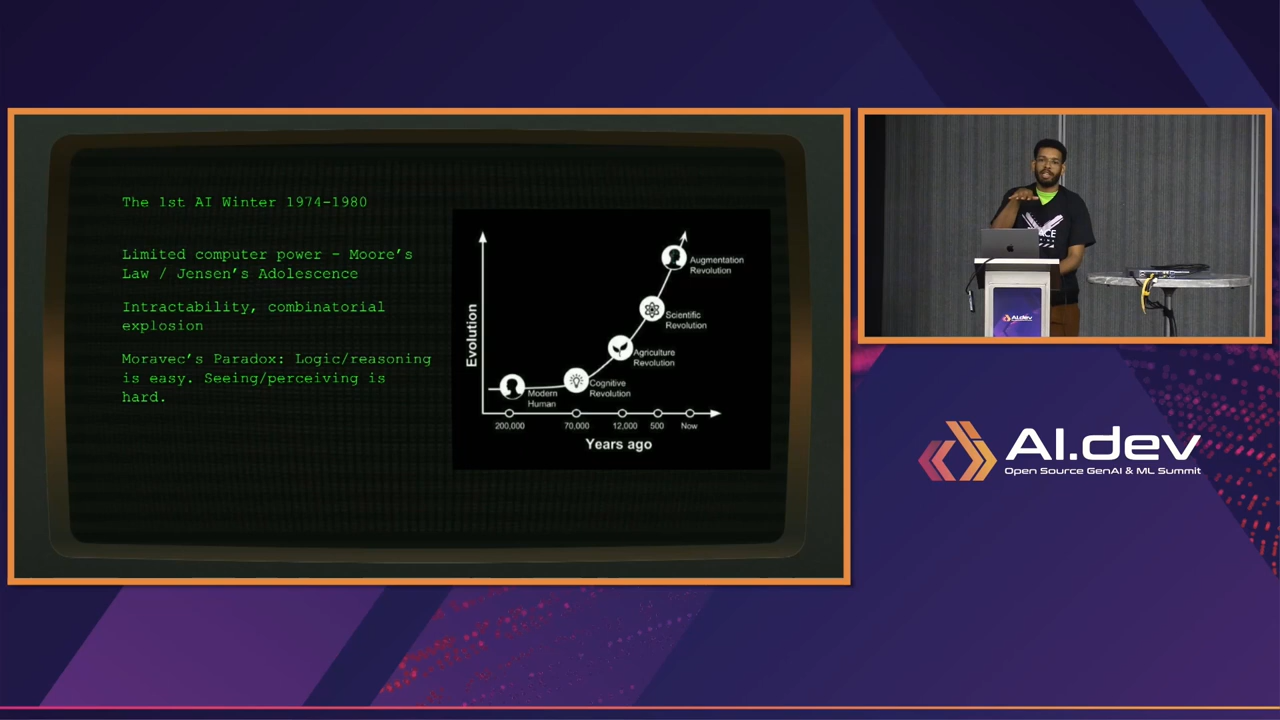 The 1st AI Winter 1974-1980
Limited computer power - Moore's
Law / Jensen's Adolescence
Intractability, combinatorial
explosion
Moravec's Paradox: Logic/reasoning
is easy. Seeing/perceiving is
hard.
Evolution
Augmentation
Revolution
Scientific
Revolution
Agriculture
Revolution
Cognitive
Revolution
Modern
Human
200,000
70,000
12,000
500
Now
Years ago
AI.dev
AI.dev
Open Source GenAI & ML Summit